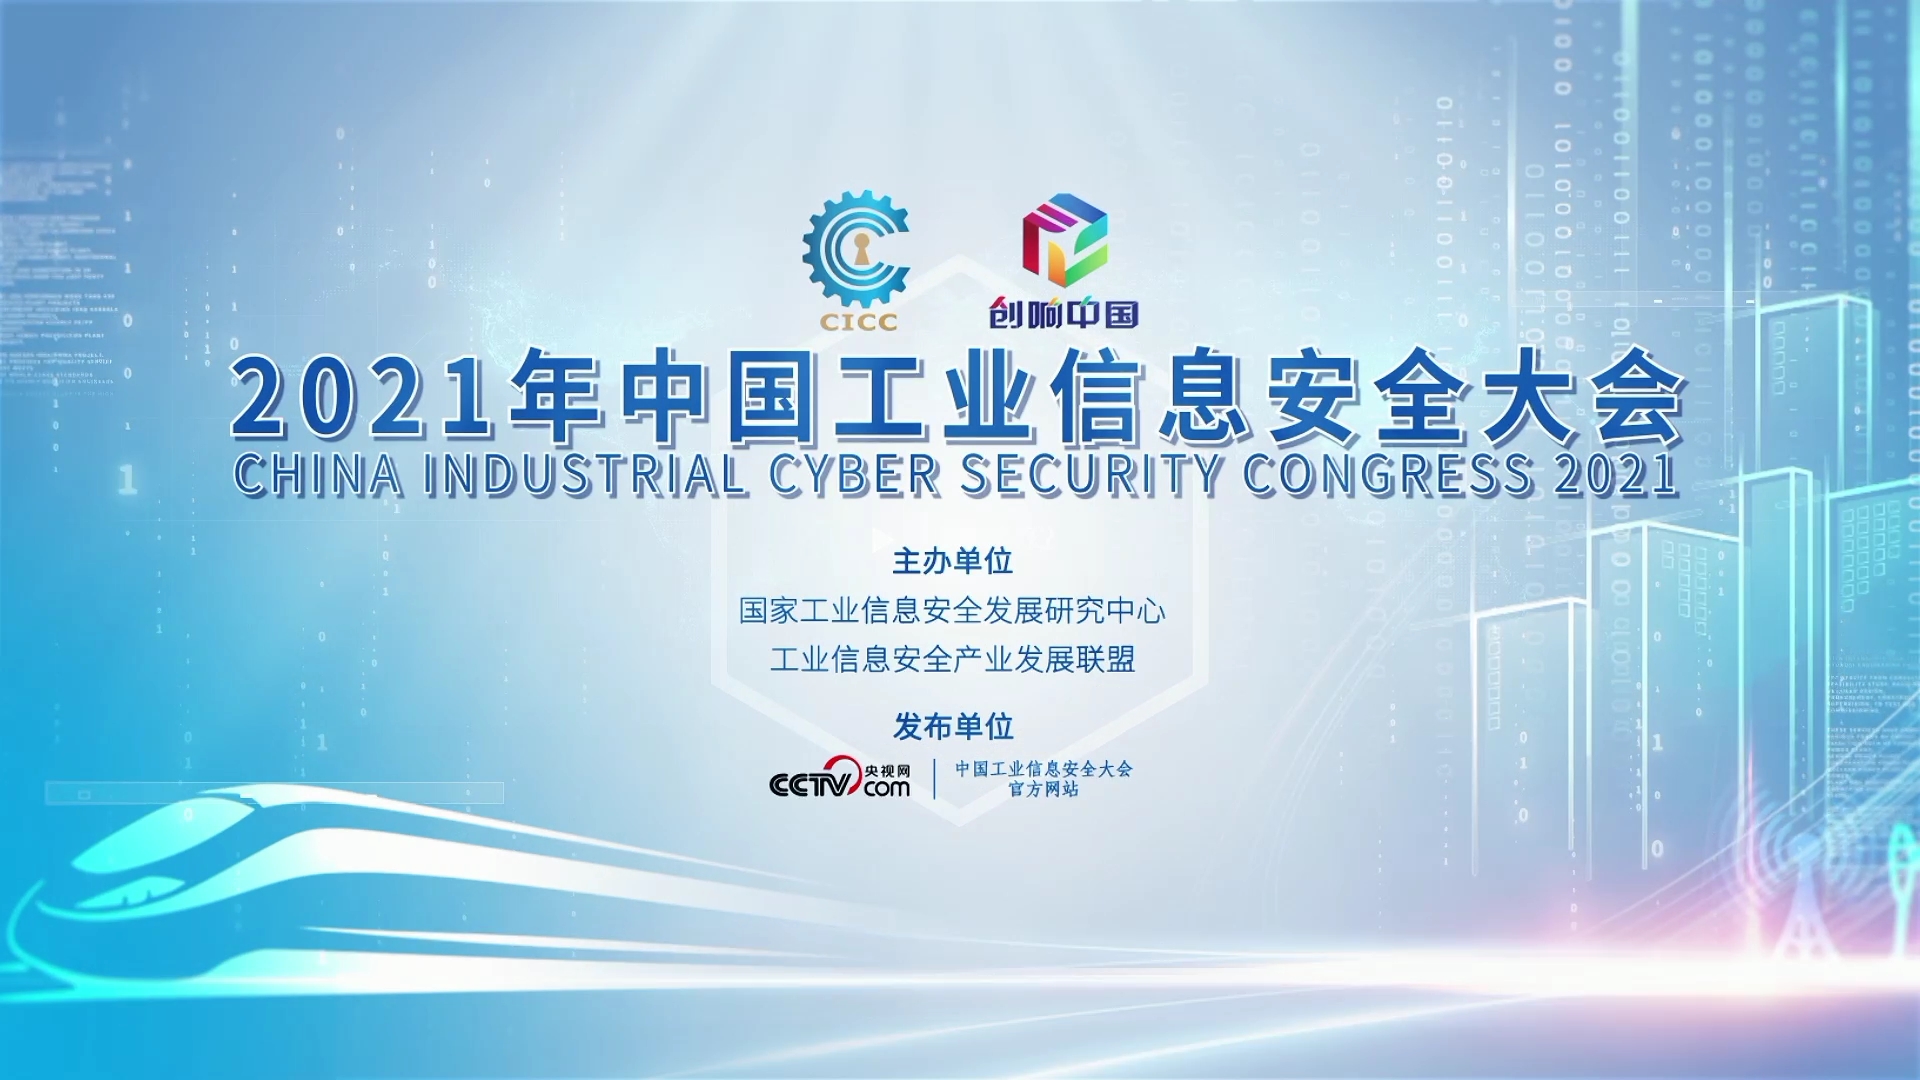 CICC
创响中国
2021年中国工业信息安全大会
CHINA INDUSTRIAL CYBER SECURITY CONGRESS 2021
主办单位
国家工业信息安全发展研究中心
工业信息安全产业发展联盟
发布单位
CCTV.com 央视网
中国工业信息安全大会
官方网站